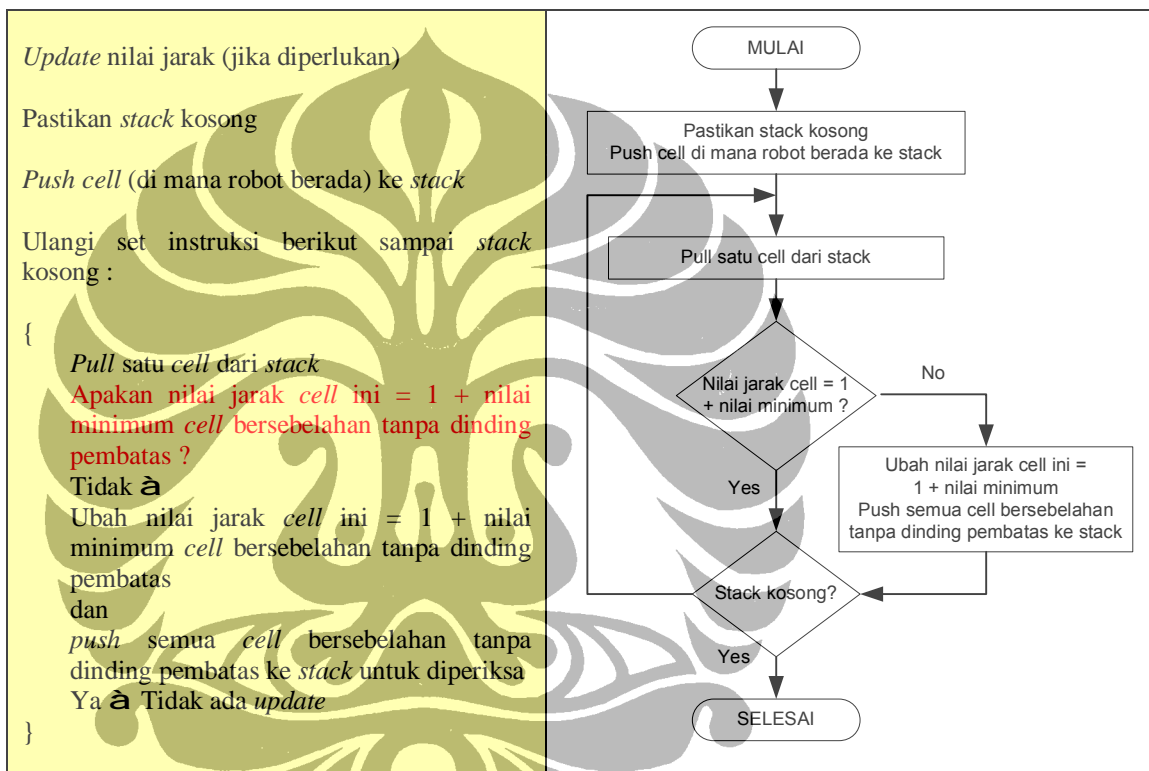 Update nilai jarak (jika diperlukan)
Pastikan stack kosong
Push cell (di mana robot berada) ke stack
Ulangi set instruksi berikut sampai stack
kosong :
{
Pull satu cell dari stack
Apakan nilai jarak cell ini = 1 + nilai
minimum cell bersebelahan tanpa dinding
pembatas ?
Tidak à
Ubah nilai jarak cell ini = 1 + nilai
minimum cell bersebelahan tanpa dinding
pembatas
dan
push semua cell bersebelahan tanpa
dinding pembatas ke stack untuk diperiksa
Ya à Tidak ada update
}
MULAI
Pastikan stack kosong
Push cell di mana robot berada ke stack
Pull satu cell dari stack
Nilai jarak cell = 1
+ nilai minimum ?
No
Ubah nilai jarak cell ini =
1 + nilai minimum
Push semua cell bersebelahan
tanpa dinding pembatas ke stack
Yes
Stack kosong?
Yes
SELESAI